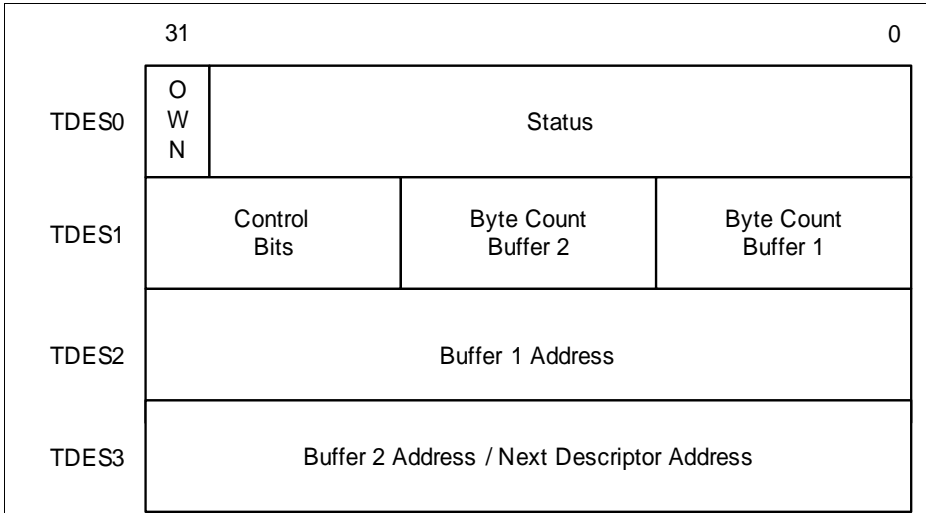 31 0
TDES0
O
W
N
Status
TDES1
Control
Bits
Byte Count
Buffer 2
Byte Count
Buffer 1
TDES2
Buffer 1 Address
TDES3
Buffer 2 Address / Next Descriptor Address